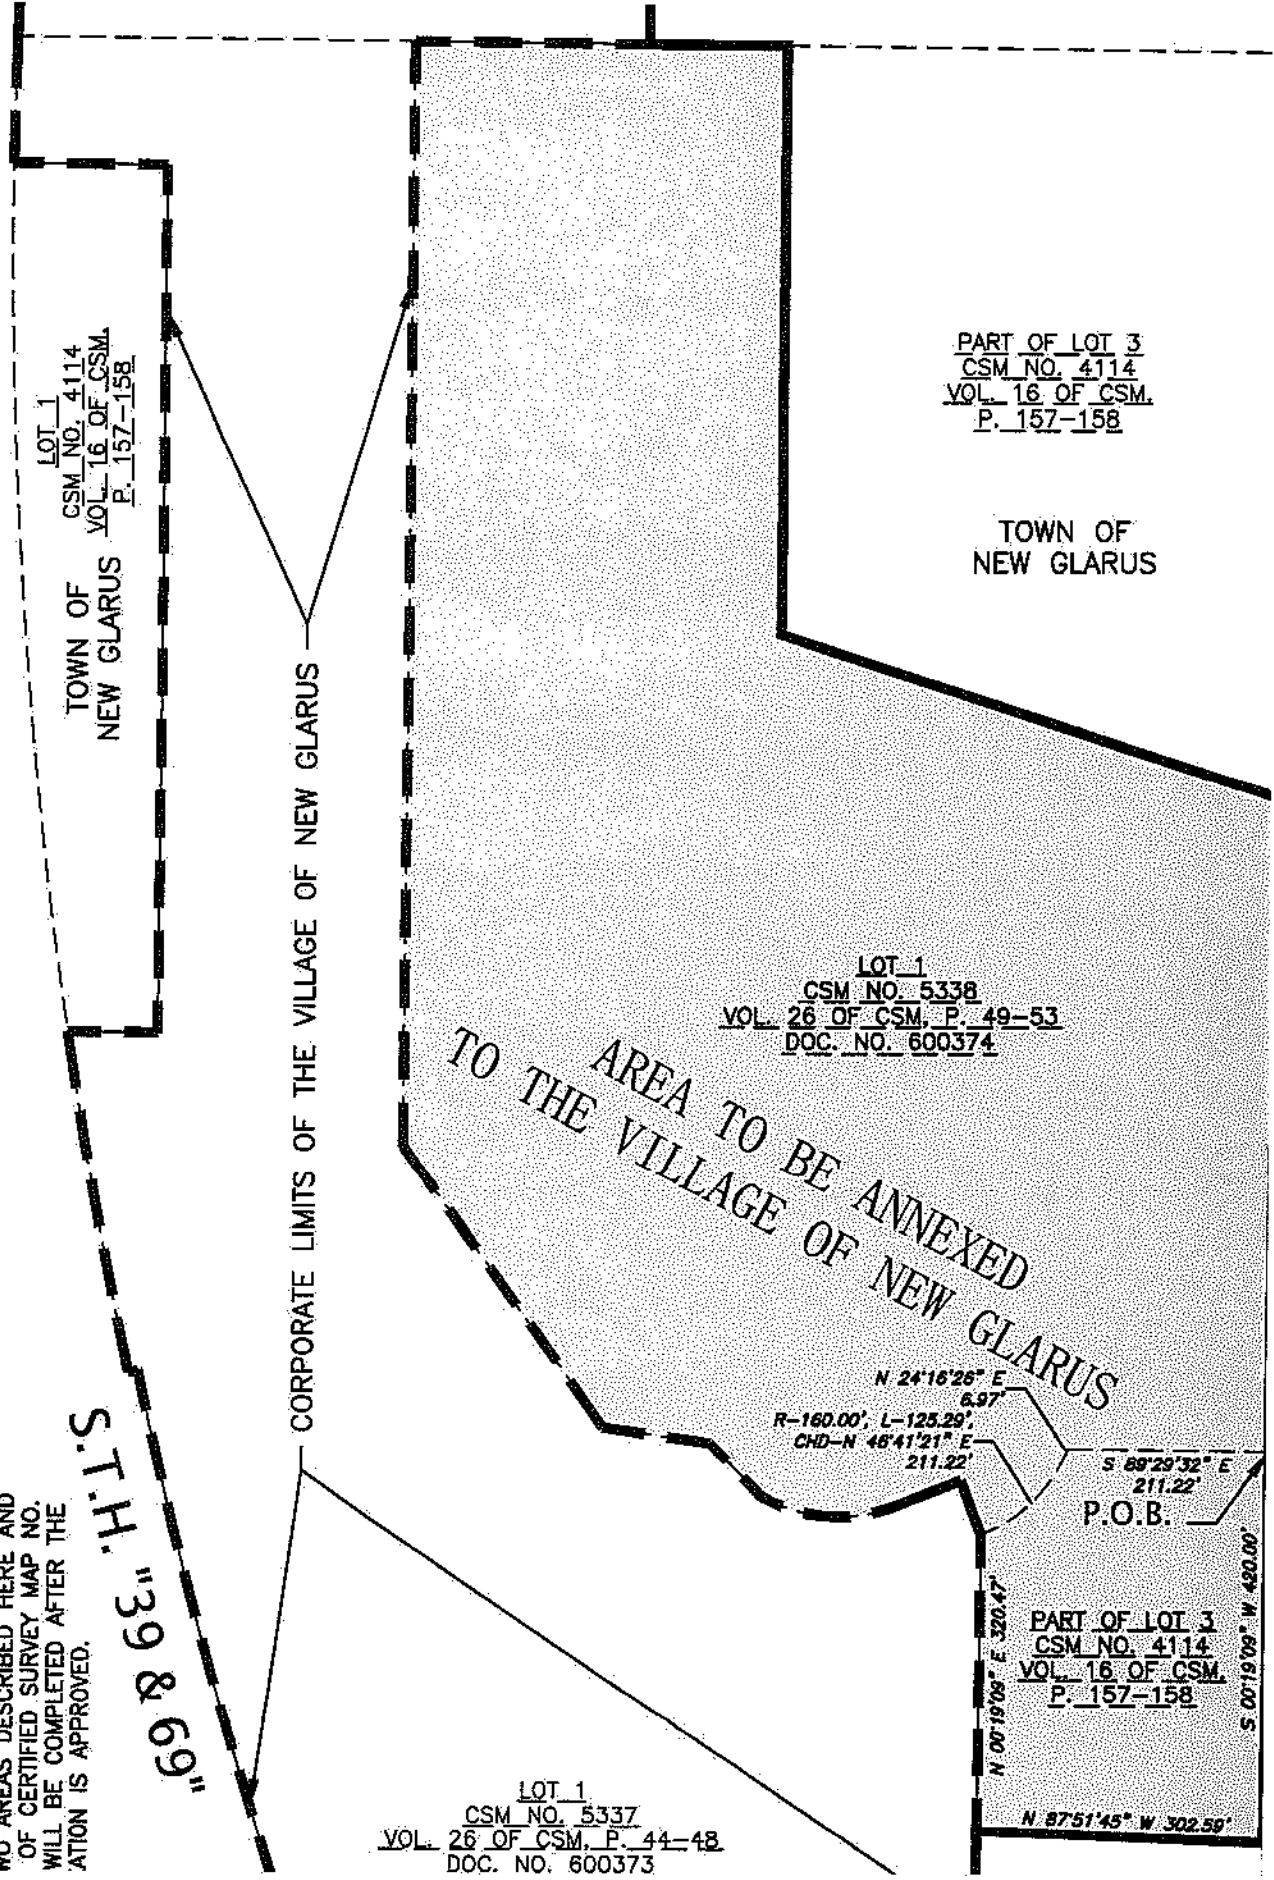 PART OF LOT 3
CSM NO. 4114
VOL. 16 OF CSM,
P. 157-158
TOWN OF
NEW GLARUS
LOT 1
CSM NO. 4114
VOL. 16 OF CSM,
P. 157-158
TOWN OF
NEW GLARUS
CORPORATE LIMITS OF THE VILLAGE OF NEW GLARUS
LOT 1
CSM NO. 5338
VOL. 26 OF CSM, P. 49-53
DOC. NO. 600374
AREA TO BE ANNEXED
TO THE VILLAGE OF NEW GLARUS
N 24°16'26" E
6.97'
R-160.00', L-125.29',
CHD-N 46°41'21" E
211.22'
S 89°29'32" E
211.22'
P.O.B.
S 00°19'09" W 420.00'
N 00°19'09" E 320.47'
PART OF LOT 3
CSM NO. 4114
VOL. 16 OF CSM,
P. 157-158
N 87°51'45" W 302.59'
S.T.H. "39 & 69"
AREAS DESCRIBED HERE AND
OF CERTIFIED SURVEY MAP NO.
WILL BE COMPLETED AFTER THE
ATION IS APPROVED.
LOT 1
CSM NO. 5337
VOL. 26 OF CSM, P. 44-48
DOC. NO. 600373